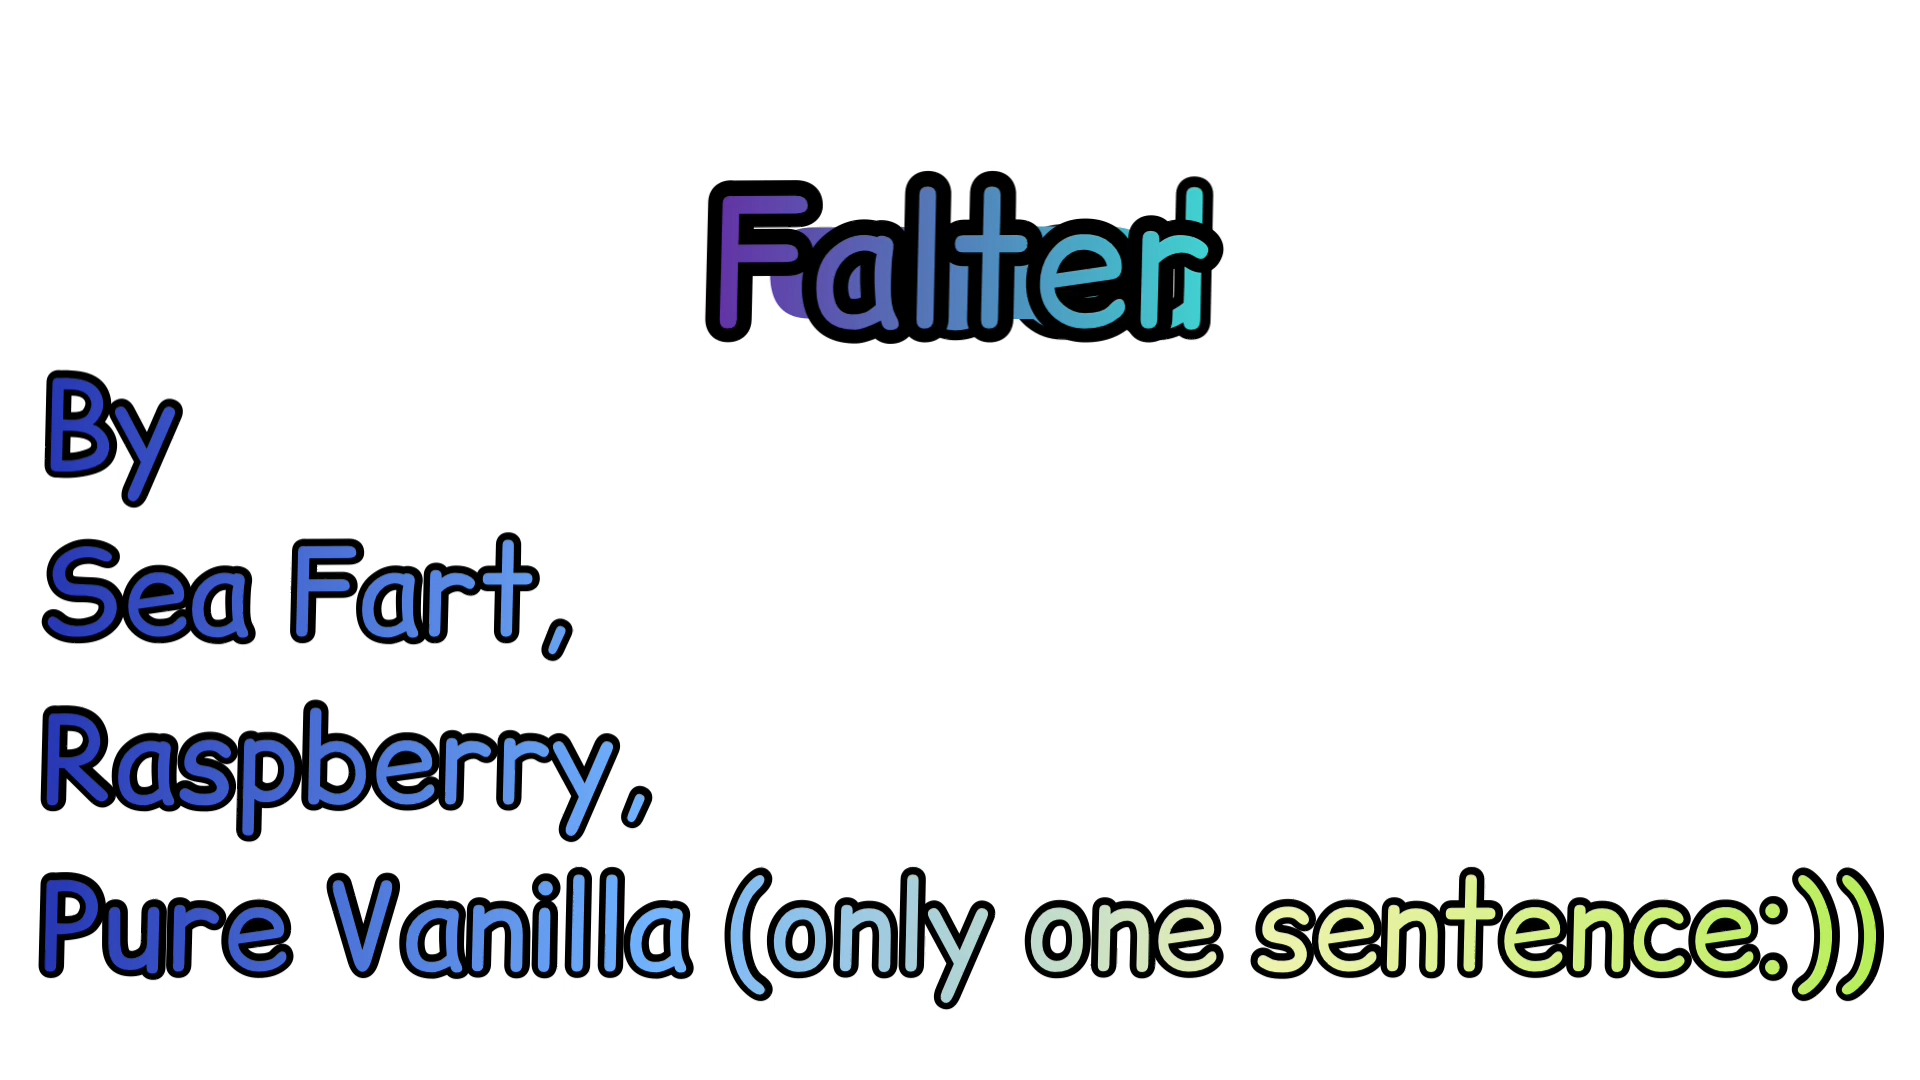 Falter
By
Sea Fart,
Raspberry,
Pure Vanilla (only one sentence:))